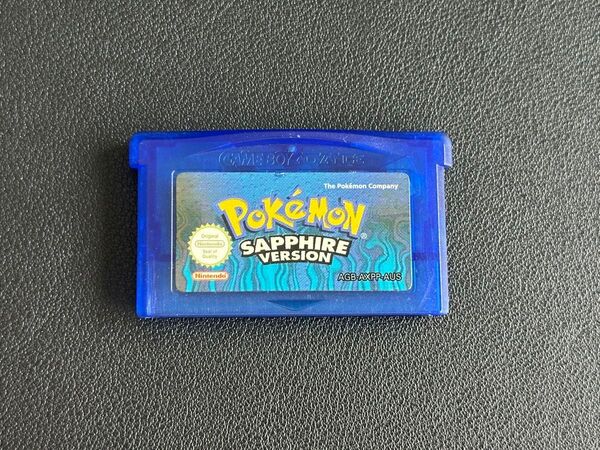 GAME BOY ADVANCE
The Pokémon Company
POKéMON®
SAPPHIRE
VERSION
Original
Nintendo
Seal of
Quality
Nintendo
AGB-AXPP-AUS